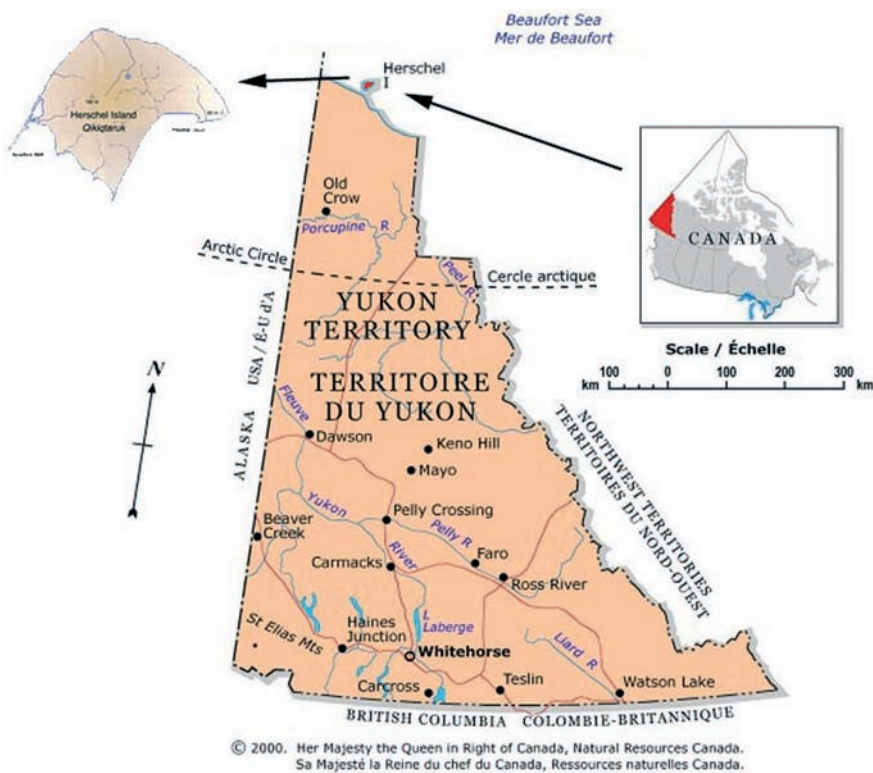 Beaufort Sea
Mer de Beaufort
Herschel
I
Herschel Island
Qikiqtaruk
Old
Crow
Porcupine R
Arctic Circle
Cercle arctique
Peel R
CANADA
YUKON
TERRITORY
TERRITOIRE
DU YUKON
ALASKA USA / É-U d'A
Scale / Échelle
km 100 0 100 200 300 km
N
NORTHWEST TERRITORIES
TERRITOIRES DU NORD-OUEST
Fleuve
Dawson
Keno Hill
Mayo
Yukon
River
Pelly Crossing
Pelly R
Beaver
Creek
Carmacks
Faro
Ross River
L
Laberge
Haines
Junction
St Elias Mts
Whitehorse
Liard R
Carcross
Teslin
Watson Lake
BRITISH COLUMBIA COLOMBIE-BRITANNIQUE
© 2000. Her Majesty the Queen in Right of Canada, Natural Resources Canada.
Sa Majesté la Reine du chef du Canada, Ressources naturelles Canada.